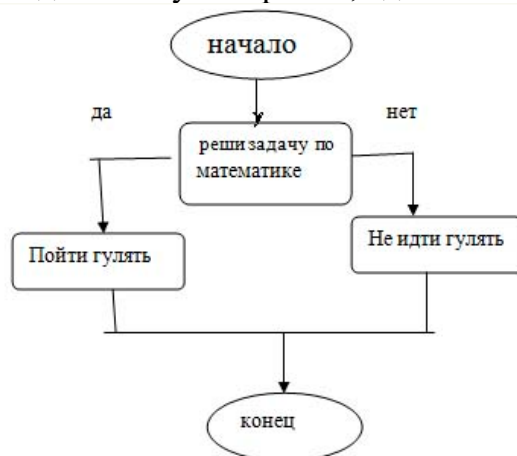 начало
да
нет
реши задачу по
математике
Пойти гулять
Не идти гулять
конец